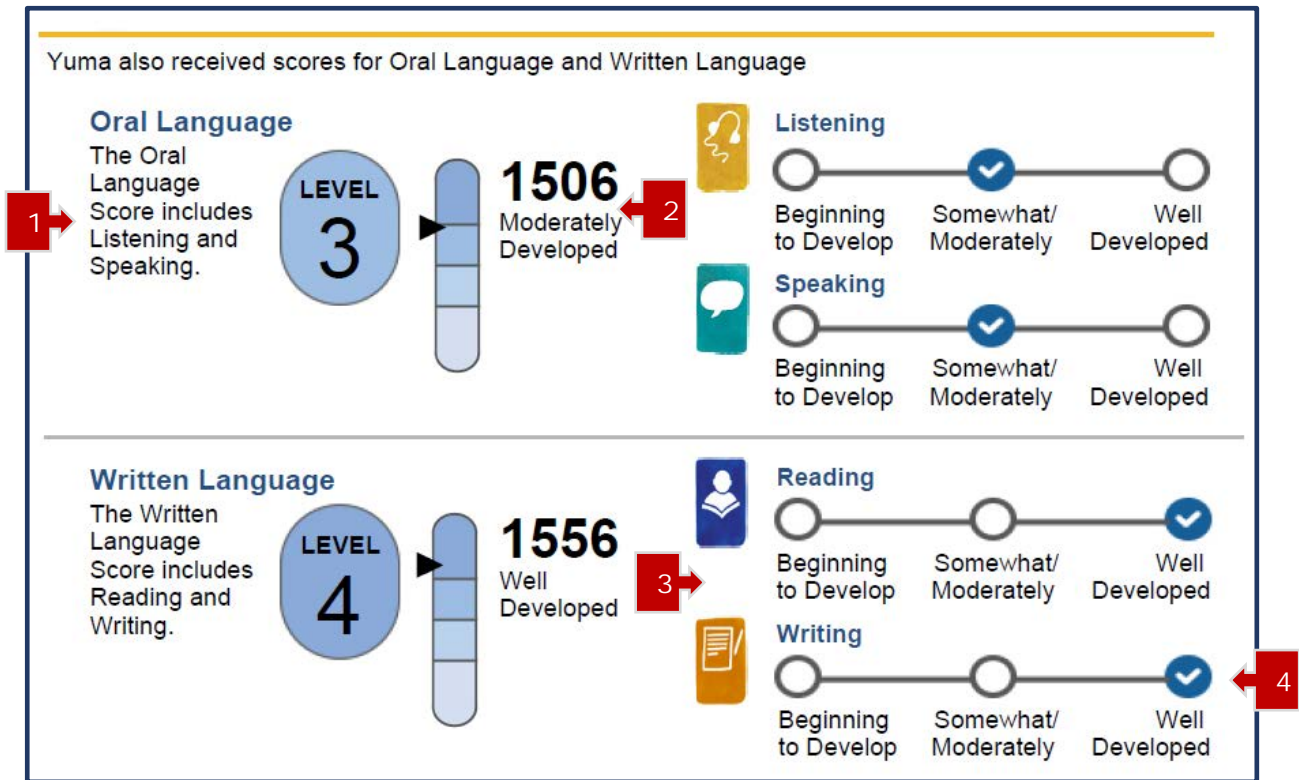 Yuma also received scores for Oral Language and Written Language
Oral Language
The Oral
Language
Score includes
Listening and
Speaking.
1
LEVEL
3
1506
Moderately
Developed
2
Listening
Beginning
to Develop
Somewhat/
Moderately
Well
Developed
Speaking
Beginning
to Develop
Somewhat/
Moderately
Well
Developed
Written Language
The Written
Language
Score includes
Reading and
Writing.
LEVEL
4
1556
Well
Developed
3
Reading
Beginning
to Develop
Somewhat/
Moderately
Well
Developed
Writing
Beginning
to Develop
Somewhat/
Moderately
Well
Developed
4